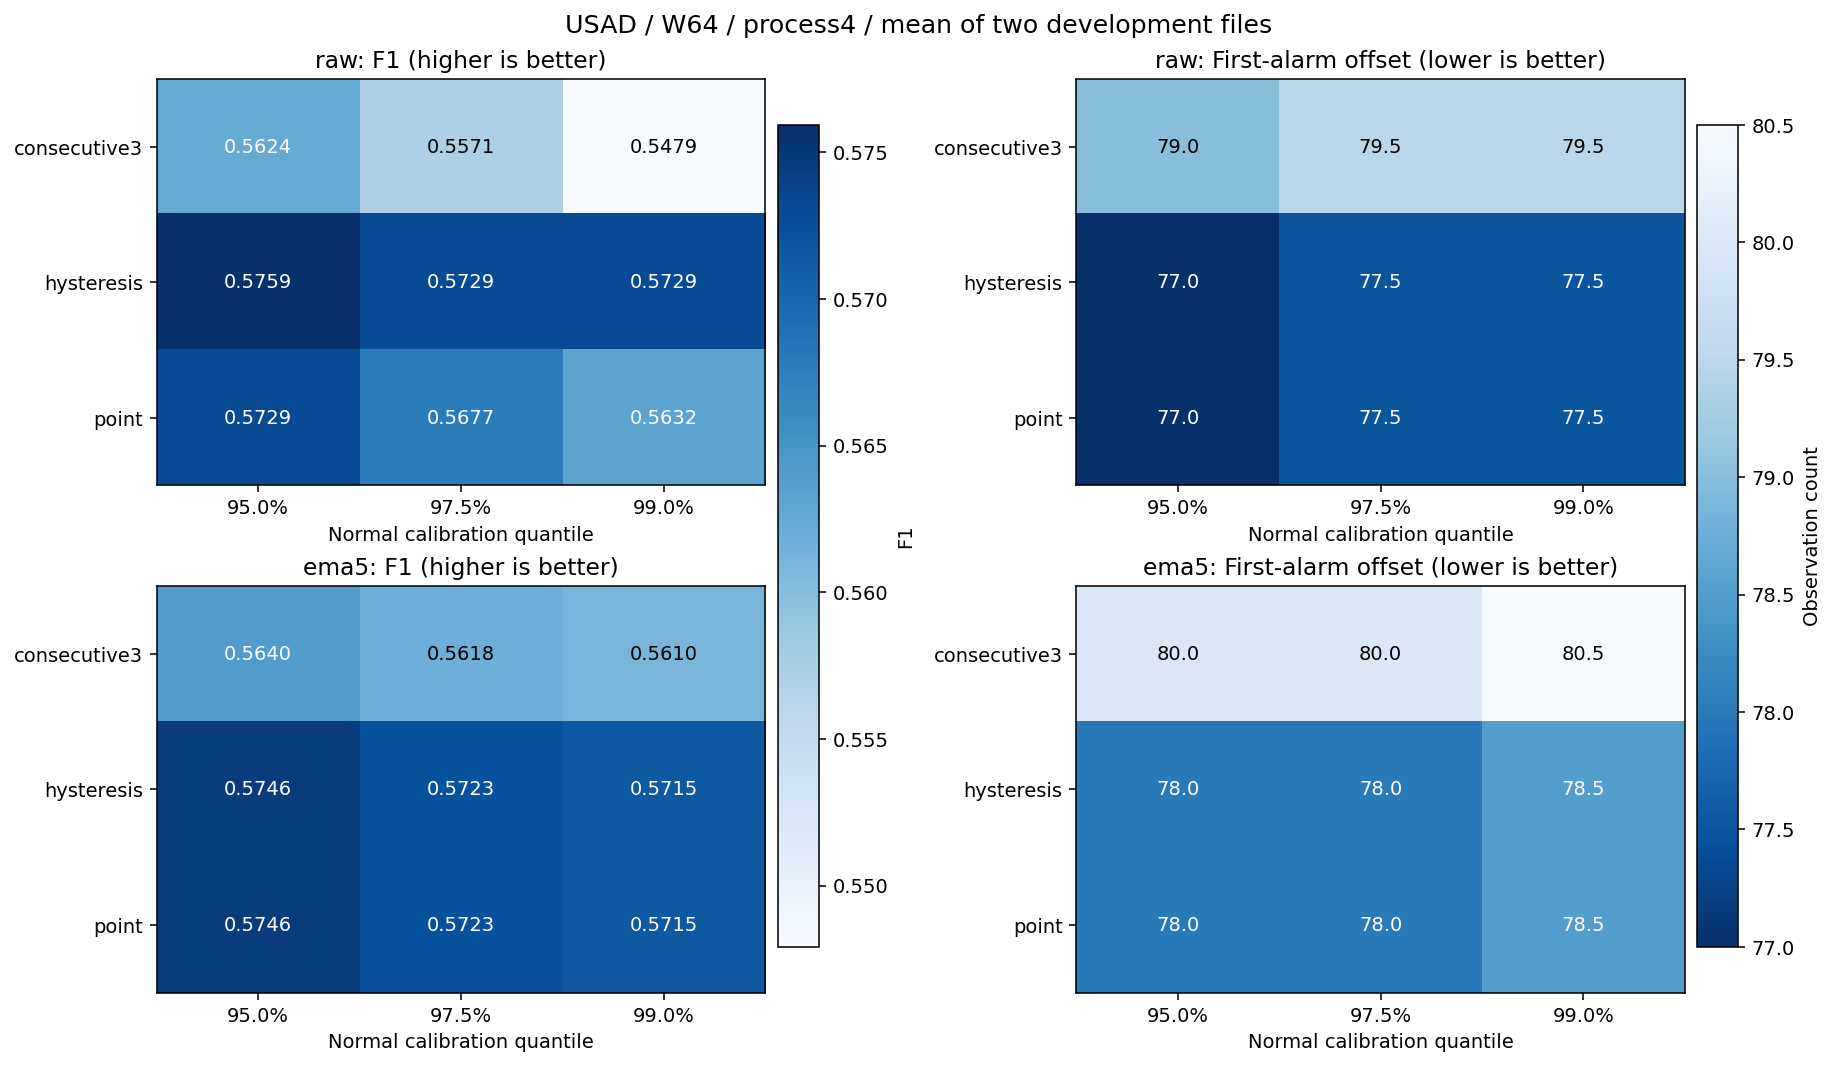 USAD / W64 / process4 / mean of two development files
raw: F1 (higher is better)
consecutive3
0.5624 0.5571 0.5479
hysteresis
0.5759 0.5729 0.5729
point
0.5729 0.5677 0.5632
95.0% 97.5% 99.0%
Normal calibration quantile
raw: First-alarm offset (lower is better)
consecutive3
79.0 79.5 79.5
hysteresis
77.0 77.5 77.5
point
77.0 77.5 77.5
95.0% 97.5% 99.0%
Normal calibration quantile
ema5: F1 (higher is better)
consecutive3
0.5640 0.5618 0.5610
hysteresis
0.5746 0.5723 0.5715
point
0.5746 0.5723 0.5715
95.0% 97.5% 99.0%
Normal calibration quantile
0.575
0.570
0.565
0.560
0.555
0.550
F1
ema5: First-alarm offset (lower is better)
consecutive3
80.0 80.0 80.5
hysteresis
78.0 78.0 78.5
point
78.0 78.0 78.5
95.0% 97.5% 99.0%
Normal calibration quantile
80.5
80.0
79.5
79.0
78.5
78.0
77.5
77.0
Observation count